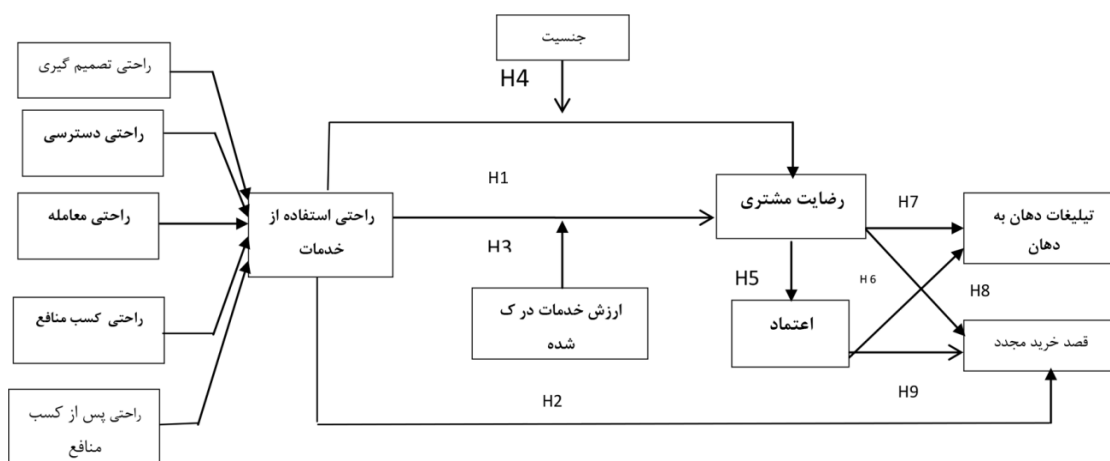 جنسیت
H4
راحتی تصمیم گیری
راحتی دسترسی
راحتی معامله
راحتی کسب منافع
راحتی پس از کسب
منافع
راحتی استفاده از
خدمات
H1
H3
ارزش خدمات در ک
شده
H2
رضایت مشتری
H5
اعتماد
H7
H 6
H8
H9
تبلیغات دهان به
دهان
قصد خرید مجدد